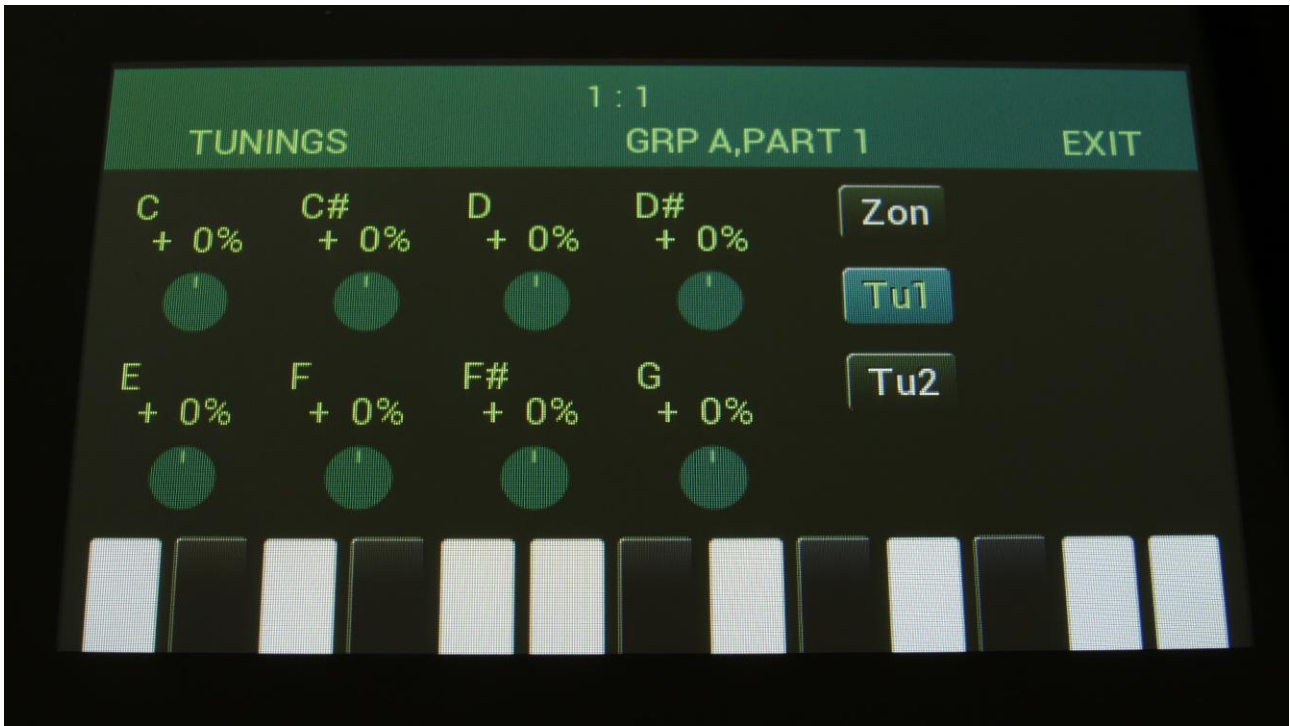 1 : 1
TUNINGS GRP A,PART 1 EXIT
C C# D D# Zon
+ 0% + 0% + 0% + 0%
Tu1
E F F# G Tu2
+ 0% + 0% + 0% + 0%